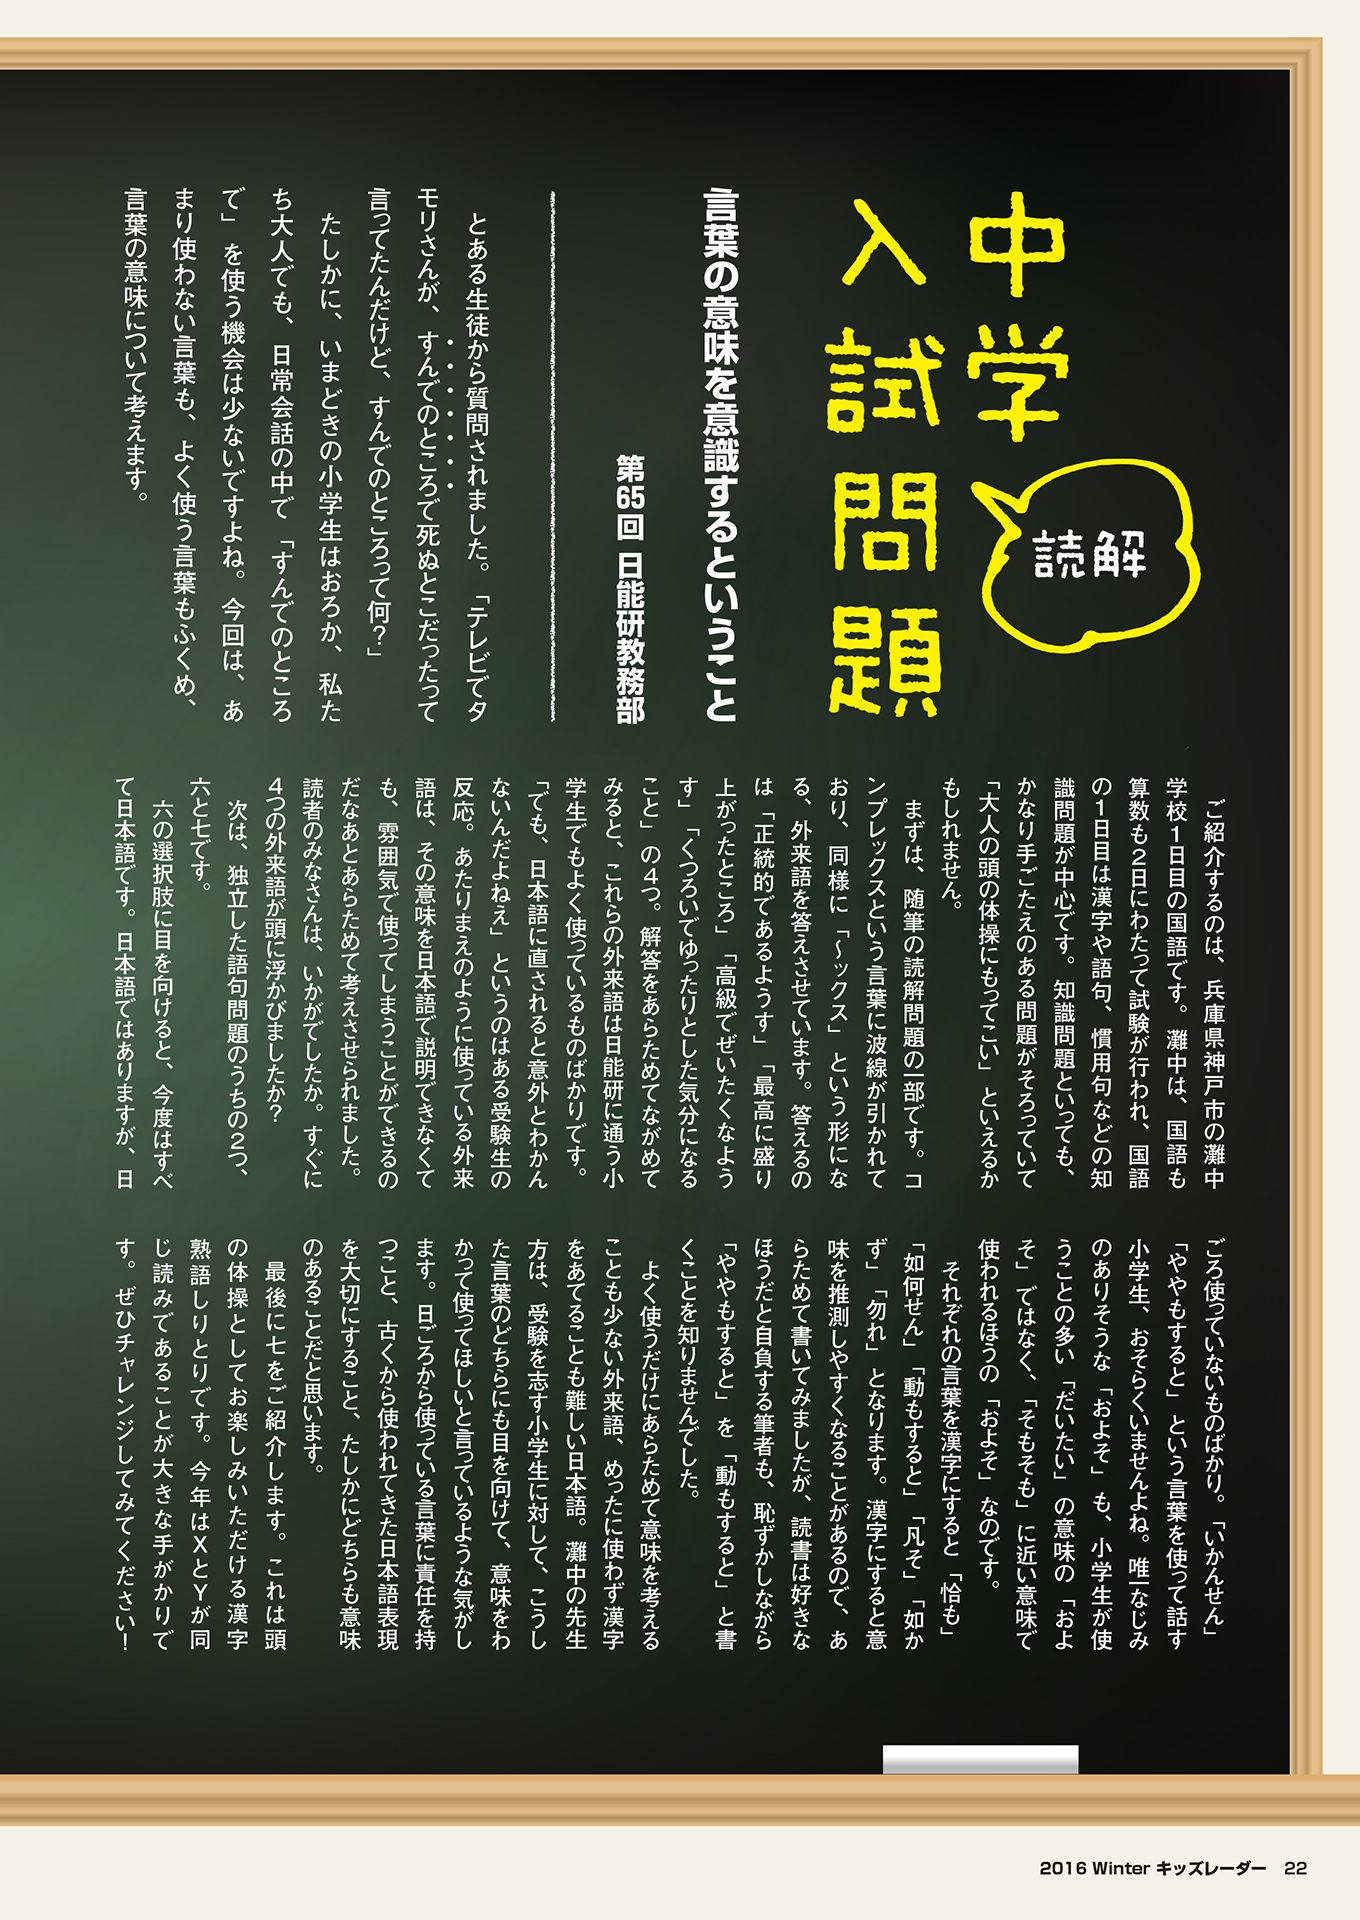 中学
入試問題
読解
言葉の意味を意識するということ
第65回 日能研教務部
とある生徒から質問されました。「テレビでタ
モリさんが、すんでのところで死ぬとこだったって
言ってたんだけど、すんでのところって何？」
たしかに、いまどきの小学生はおろか、私た
ち大人でも、日常会話の中で「すんでのところ
で」を使う機会は少ないですよね。今回は、あ
まり使わない言葉も、よく使う言葉もふくめ、
言葉の意味について考えます。
ご紹介するのは、兵庫県神戸市の灘中
学校1日目の国語です。灘中は、国語も
算数も2日にわたって試験が行われ、国語
の1日目は漢字や語句、慣用句などの知
識問題が中心です。知識問題といっても、
かなり手ごたえのある問題がそろっていて
「大人の頭の体操にもってこい」といえるか
もしれません。
まずは、随筆の読解問題の一部です。コ
ンプレックスという言葉に波線が引かれて
おり、同様に「～ックス」という形にな
る、外来語を答えさせています。答えるの
は「正統的であるようす」「最高に盛り
上がったところ」「高級でぜいたくなよう
す」「くつろいでゆったりとした気分になる
こと」の4つ。解答をあらためてながめて
みると、これらの外来語は日能研に通う小
学生でもよく使っているものばかりです。
「でも、日本語に直されると意外とわかん
ないんだよねえ」というのはある受験生の
反応。あたりまえのように使っている外来
語は、その意味を日本語で説明できなくて
も、雰囲気で使ってしまうことができるの
だなあとあらためて考えさせられました。
読者のみなさんは、いかがでしたか。すぐに
4つの外来語が頭に浮かびましたか？
次は、独立した語句問題のうちの2つ、
六と七です。
六の選択肢に目を向けると、今度はすべ
て日本語です。日本語ではありますが、日
ごろ使っていないものばかり。「いかんせん」
「ややもすると」という言葉を使って話す
小学生、おそらくいませんよね。唯一なじみ
のありそうな「およそ」も、小学生が使
うことの多い「だいたい」の意味の「およ
そ」ではなく、「そもそも」に近い意味で
使われるほうの「およそ」なのです。
それぞれの言葉を漢字にすると「恰も」
「如何せん」「動もすると」「凡そ」「如か
ず」「勿れ」となります。漢字にすると意
味を推測しやすくなることがあるので、あ
らためて書いてみましたが、読書は好きな
ほうだと自負する筆者も、恥ずかしながら
「ややもすると」を「動もすると」と書
くことを知りませんでした。
よく使うだけにあらためて意味を考える
ことも少ない外来語、めったに使わず漢字
をあてることも難しい日本語。灘中の先生
方は、受験を志す小学生に対して、こうし
た言葉のどちらにも目を向けて、意味をわ
かって使ってほしいと言っているような気がし
ます。日ごろから使っている言葉に責任を持
つこと、古くから使われてきた日本語表現
を大切にすること、たしかにどちらも意味
のあることだと思います。
最後に七をご紹介します。これは頭
の体操としてお楽しみいただける漢字
熟語しりとりです。今年はXとYが同
じ読みであることが大きな手がかりで
す。ぜひチャレンジしてみてください！
2016 Winter キッズレーダー 22